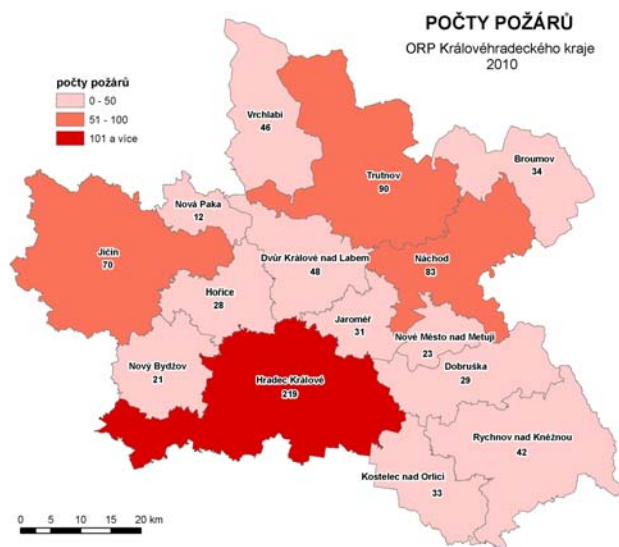 POČTY POŽÁRŮ
ORP Královéhradeckého kraje
2010
počty požárů
0 - 50
51 - 100
101 a více
Vrchlabí
46
Trutnov
90
Broumov
34
Nová Paka
12
Jičín
70
Dvůr Králové nad Labem
48
Náchod
83
Hořice
28
Jaroměř
31
Nové Město nad Metují
23
Nový Bydžov
21
Dobruška
29
Hradec Králové
219
Rychnov nad Kněžnou
42
Kostelec nad Orlicí
33
0 5 10 20 km